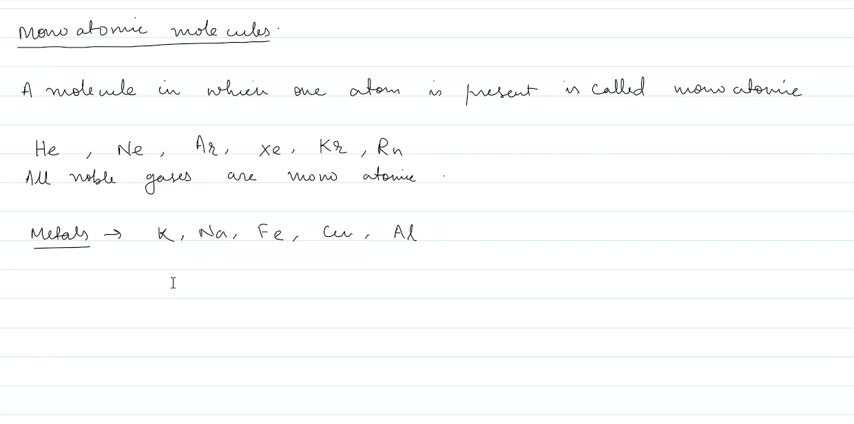 Mono atomic molecules.
A molecule in which one atom is present is called mono atomic
He, Ne, Ar, Xe, Kr, Rn
All noble gases are mono atomic.
Metals → K, Na, Fe, Cu, Al